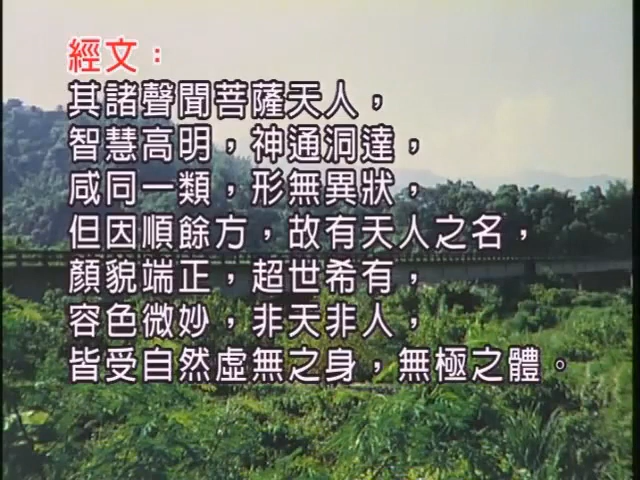 經文：
其諸聲聞菩薩天人，
智慧高明，神通洞達，
咸同一類，形無異狀，
但因順餘方，故有天人之名，
顏貌端正，超世希有，
容色微妙，非天非人，
皆受自然虛無之身，無極之體。